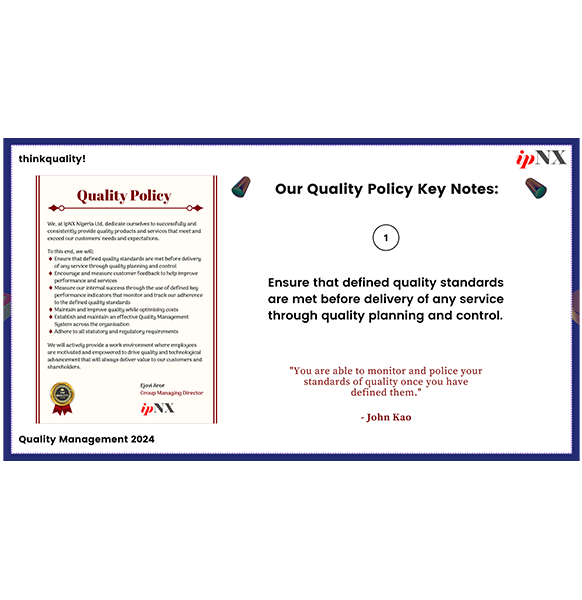 thinkquality!
ipNX
Quality Policy
We, at IpNX Nigeria Ltd, dedicate ourselves to successfully and
consistently provide quality products and services that meet and
exceed our customers' needs and expectations.
To this end, we will;
Ensure that defined quality standards are met before delivery
of any service through quality planning and control
Encourage and measure customer feedback to help improve
performance and services
Measure our internal success through the use of defined key
performance indicators that monitor and track our adherence
to the defined quality standards
Maintain and improve quality while optimising costs
Establish and maintain an effective Quality Management
System across the organisation
Adhere to all statutory and regulatory requirements
We will actively provide a work environment where employees
are motivated and empowered to drive quality and technological
advancement that will always deliver value to our customers and
shareholders.
Ejovi Aror
Group Managing Director
ipNX
Our Quality Policy Key Notes:
1
Ensure that defined quality standards
are met before delivery of any service
through quality planning and control.
"You are able to monitor and police your
standards of quality once you have
defined them."
- John Kao
Quality Management 2024